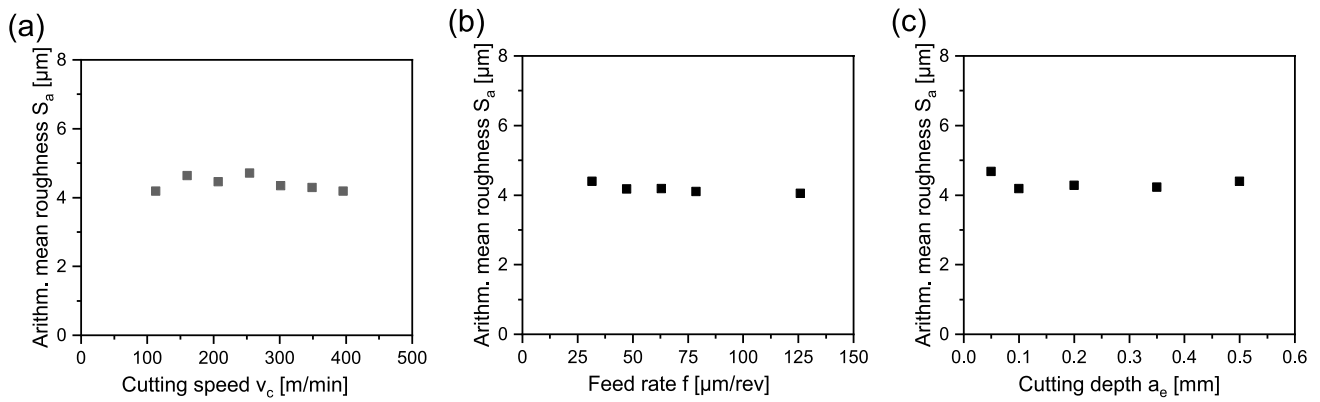 (a)
Arithm. mean roughness Sₐ [µm]
8
6
4
2
0
0 100 200 300 400 500
Cutting speed v_c [m/min]
(b)
Arithm. mean roughness Sₐ [µm]
8
6
4
2
0
0 25 50 75 100 125 150
Feed rate f [µm/rev]
(c)
Arithm. mean roughness Sₐ [µm]
8
6
4
2
0
0.0 0.1 0.2 0.3 0.4 0.5 0.6
Cutting depth aₑ [mm]